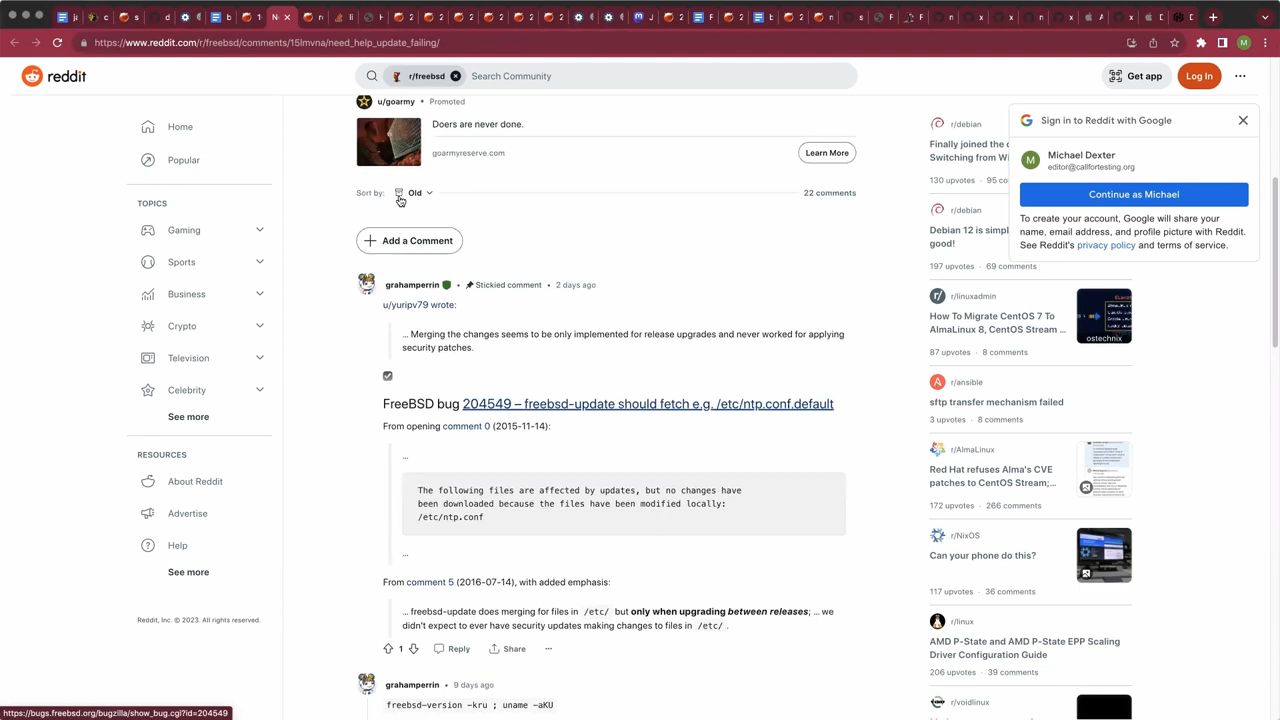 https://www.reddit.com/r/freebsd/comments/15lmvna/need_help_update_failing/
reddit
r/freebsd
Search Community
Get app
Log In
Home
Popular
TOPICS
Gaming
Sports
Business
Crypto
Television
Celebrity
See more
RESOURCES
About Reddit
Advertise
Help
See more
Reddit, Inc. © 2023. All rights reserved.
u/goarmy • Promoted
Doers are never done.
goarmyreserve.com
Learn More
Sort by: Old
22 comments
Add a Comment
grahamperrin • Stickied comment • 2 days ago
u/yuripv79 wrote:
... Merging the changes seems to be only implemented for release upgrades and never worked for applying
security patches.
FreeBSD bug 204549 – freebsd-update should fetch e.g. /etc/ntp.conf.default
From opening comment 0 (2015-11-14):
...
The following files are affected by updates, but no changes have
been downloaded because the files have been modified locally:
/etc/ntp.conf
...
From comment 5 (2016-07-14), with added emphasis:
... freebsd-update does merging for files in /etc/ but only when upgrading between releases; ... we
didn't expect to ever have security updates making changes to files in /etc/ .
1
Reply
Share
grahamperrin • 9 days ago
freebsd-version -kru ; uname -aKU
r/debian
Finally joined the
Switching from
130 upvotes • 95
r/debian
Debian 12 is
good!
197 upvotes • 69 comments
r/linuxadmin
How To Migrate CentOS 7 To
AlmaLinux 8, CentOS Stream ...
ostechnix
87 upvotes • 8 comments
r/ansible
sftp transfer mechanism failed
3 upvotes • 8 comments
r/AlmaLinux
Red Hat refuses Alma's CVE
patches to CentOS Stream;...
172 upvotes • 266 comments
r/NixOS
Can your phone do this?
117 upvotes • 36 comments
r/linux
AMD P-State and AMD P-State EPP Scaling
Driver Configuration Guide
206 upvotes • 39 comments
r/voidlinux
Sign in to Reddit with Google
M
Michael Dexter
editor@callfortesting.org
Continue as Michael
To create your account, Google will share your
name, email address, and profile picture with Reddit.
See Reddit's privacy policy and terms of service.
https://bugs.freebsd.org/bugzilla/show_bug.cgi?id=204549